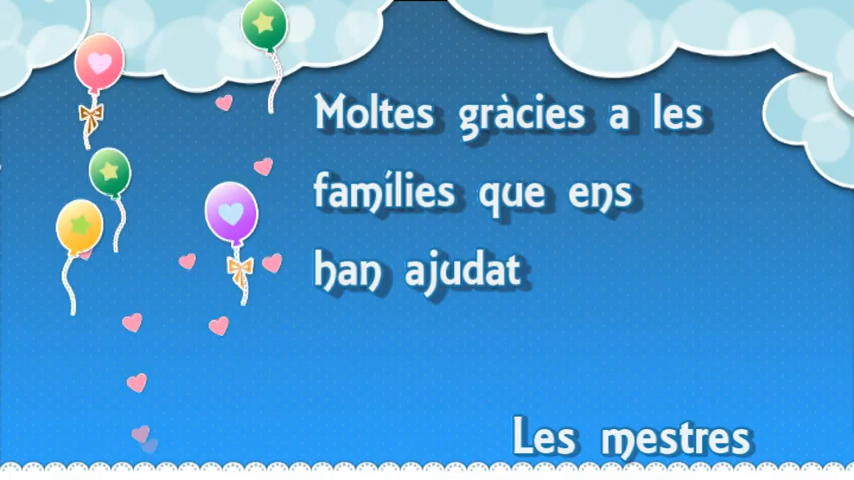 Moltes gràcies a les
famílies que ens
han ajudat
Les mestres